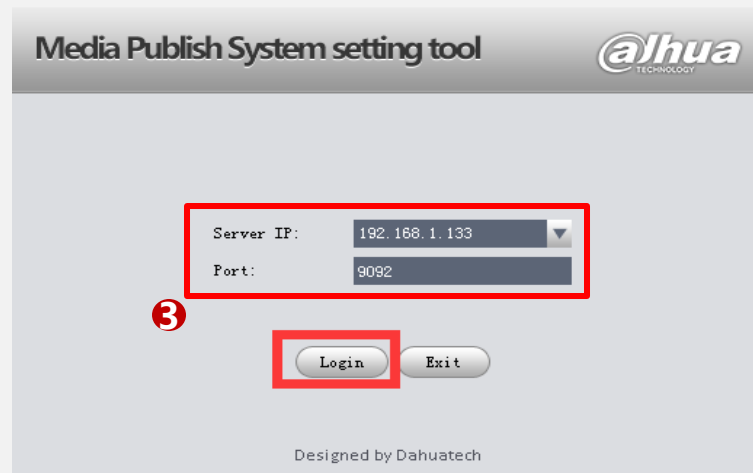 Media Publish System setting tool
alhua
TECHNOLOGY
Server IP: 192.168.1.133
Port: 9092
3
Login Exit
Designed by Dahuatech